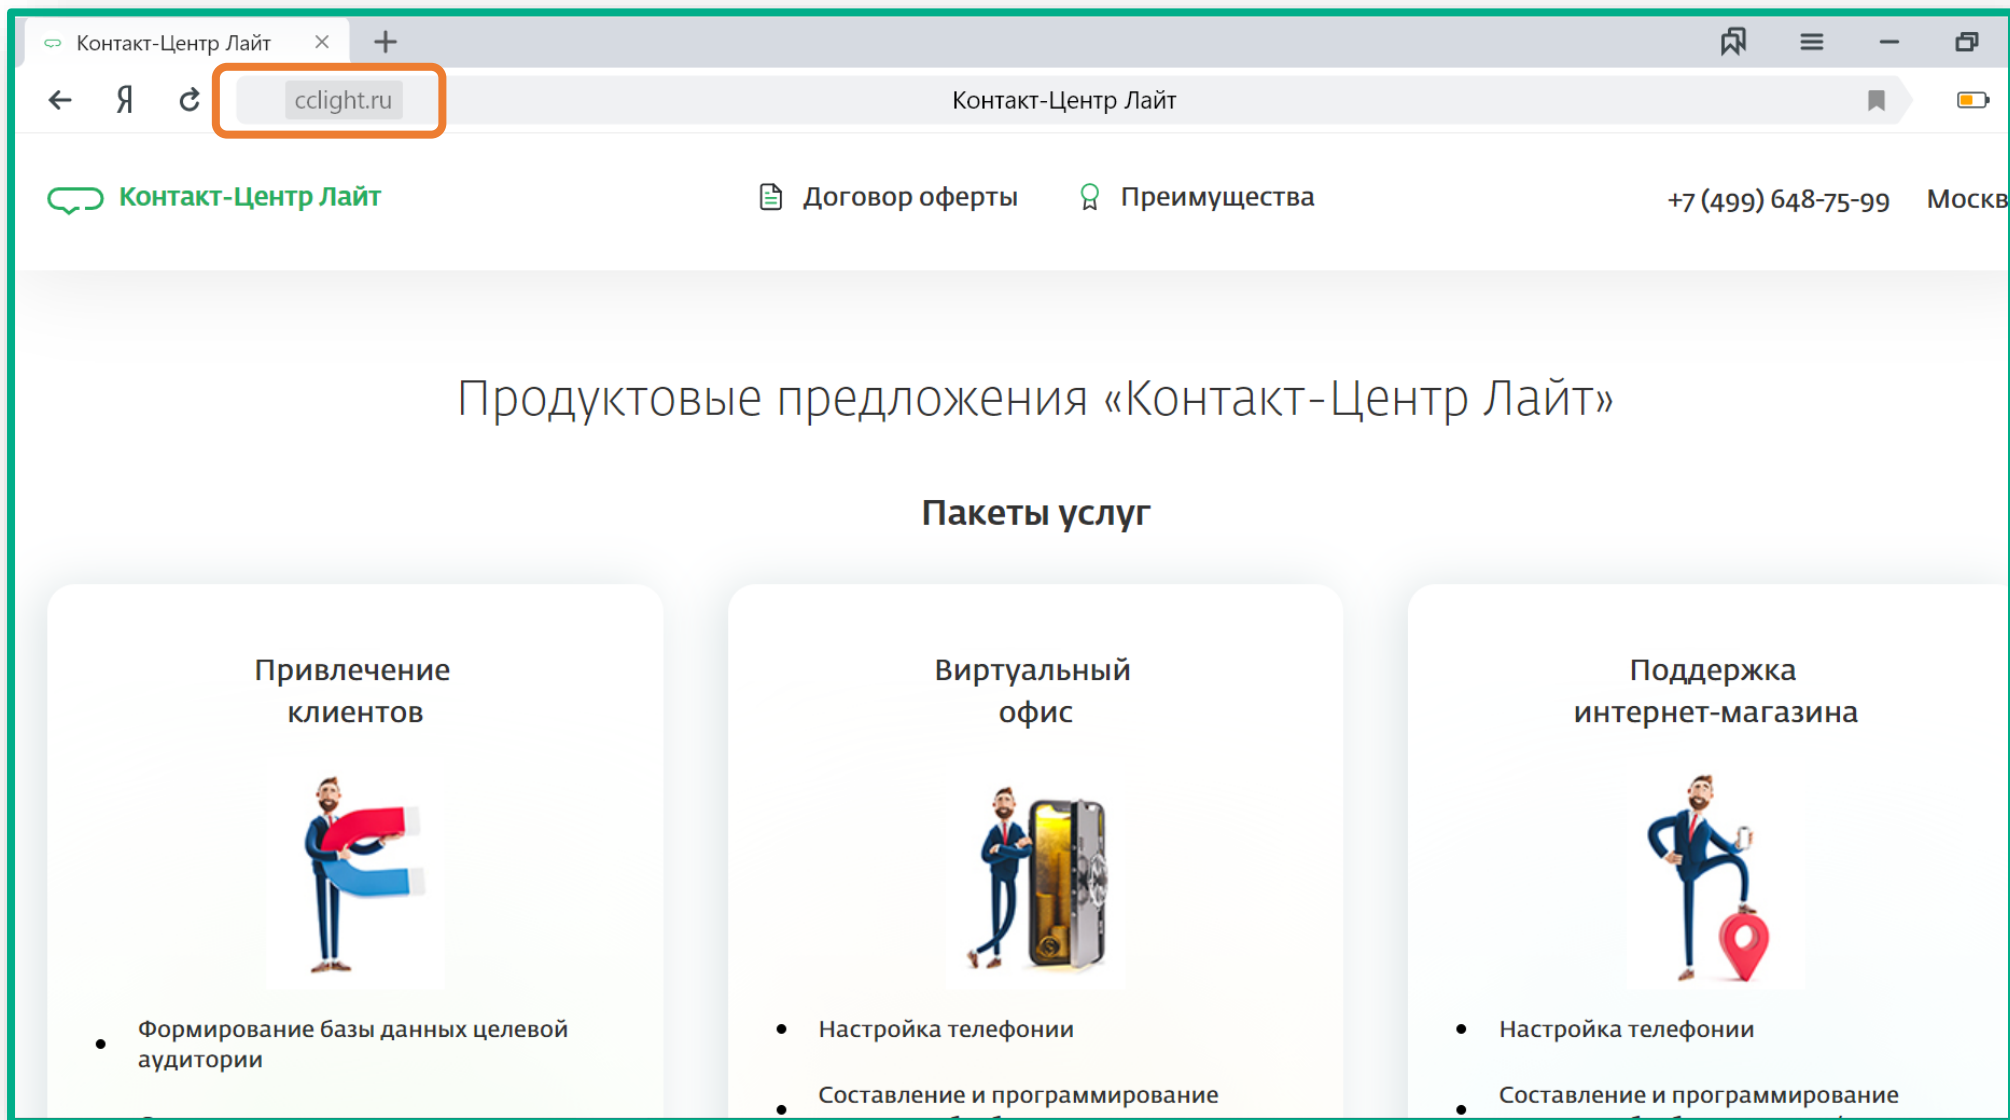 Контакт-Центр Лайт
Я
cclight.ru
Контакт-Центр Лайт
Контакт-Центр Лайт
Договор оферты
Преимущества
+7 (499) 648-75-99
Москв
Продуктовые предложения «Контакт-Центр Лайт»
Пакеты услуг
Привлечение
клиентов
Формирование базы данных целевой
аудитории
Виртуальный
офис
Настройка телефонии
Составление и программирование
Поддержка
интернет-магазина
Настройка телефонии
Составление и программирование